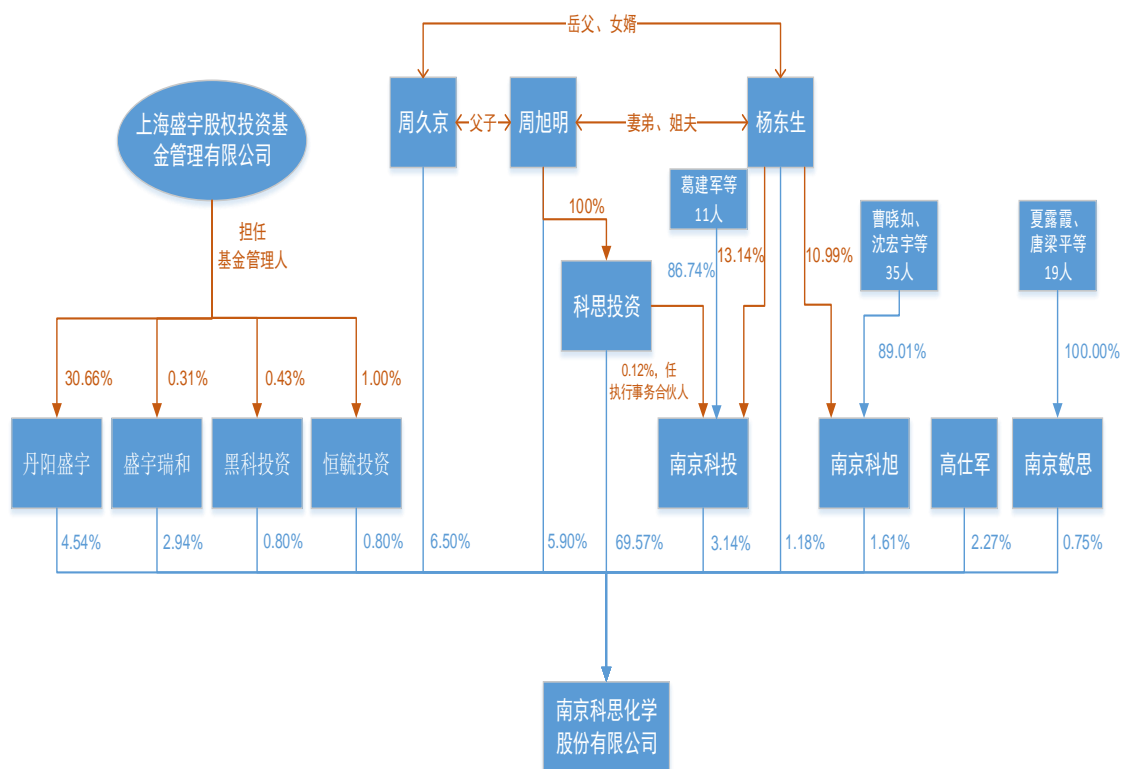 岳父、女婿
上海盛宇股权投资基
金管理有限公司
周久京
父子
周旭明
妻弟、姐夫
杨东生
担任
基金管理人
100%
葛建军等
11人
86.74%
13.14%
10.99%
曹晓如、
沈宏宇等
35人
夏露霞、
唐梁平等
19人
科思投资
0.12%，任
执行事务合伙人
89.01%
100.00%
30.66%
0.31%
0.43%
1.00%
丹阳盛宇
盛宇瑞和
黑科投资
恒毓投资
南京科投
南京科旭
高仕军
南京敏思
4.54%
2.94%
0.80%
0.80%
6.50%
5.90%
69.57%
3.14%
1.18%
1.61%
2.27%
0.75%
南京科思化学
股份有限公司